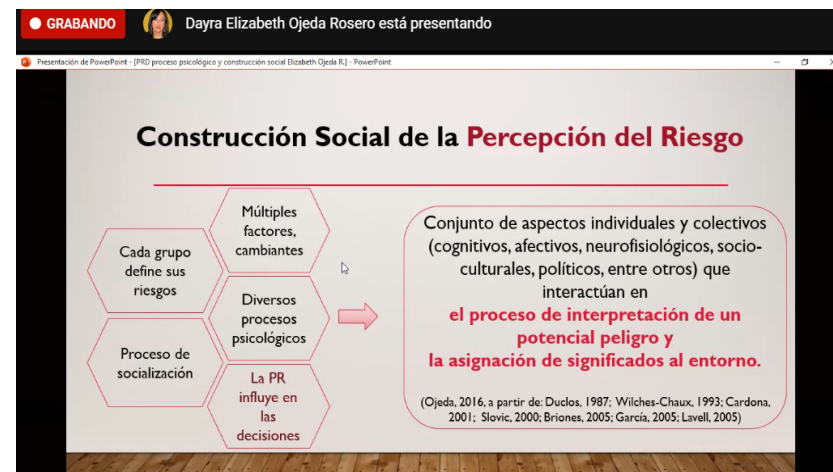 GRABANDO
Dayra Elizabeth Ojeda Rosero está presentando
Presentación de PowerPoint - [PRD proceso psicológico y construcción social Elizabeth Ojeda R.] - PowerPoint
Construcción Social de la Percepción del Riesgo
Múltiples
factores,
cambiantes
Cada grupo
define sus
riesgos
Diversos
procesos
psicológicos
Proceso de
socialización
La PR
influye en
las
decisiones
Conjunto de aspectos individuales y colectivos
(cognitivos, afectivos, neurofisiológicos, socio-
culturales, políticos, entre otros) que
interactúan en
el proceso de interpretación de un
potencial peligro y
la asignación de significados al entorno.
(Ojeda, 2016, a partir de: Duclos, 1987; Wilches-Chaux, 1993; Cardona,
2001; Slovic, 2000; Briones, 2005; García, 2005; Lavell, 2005)